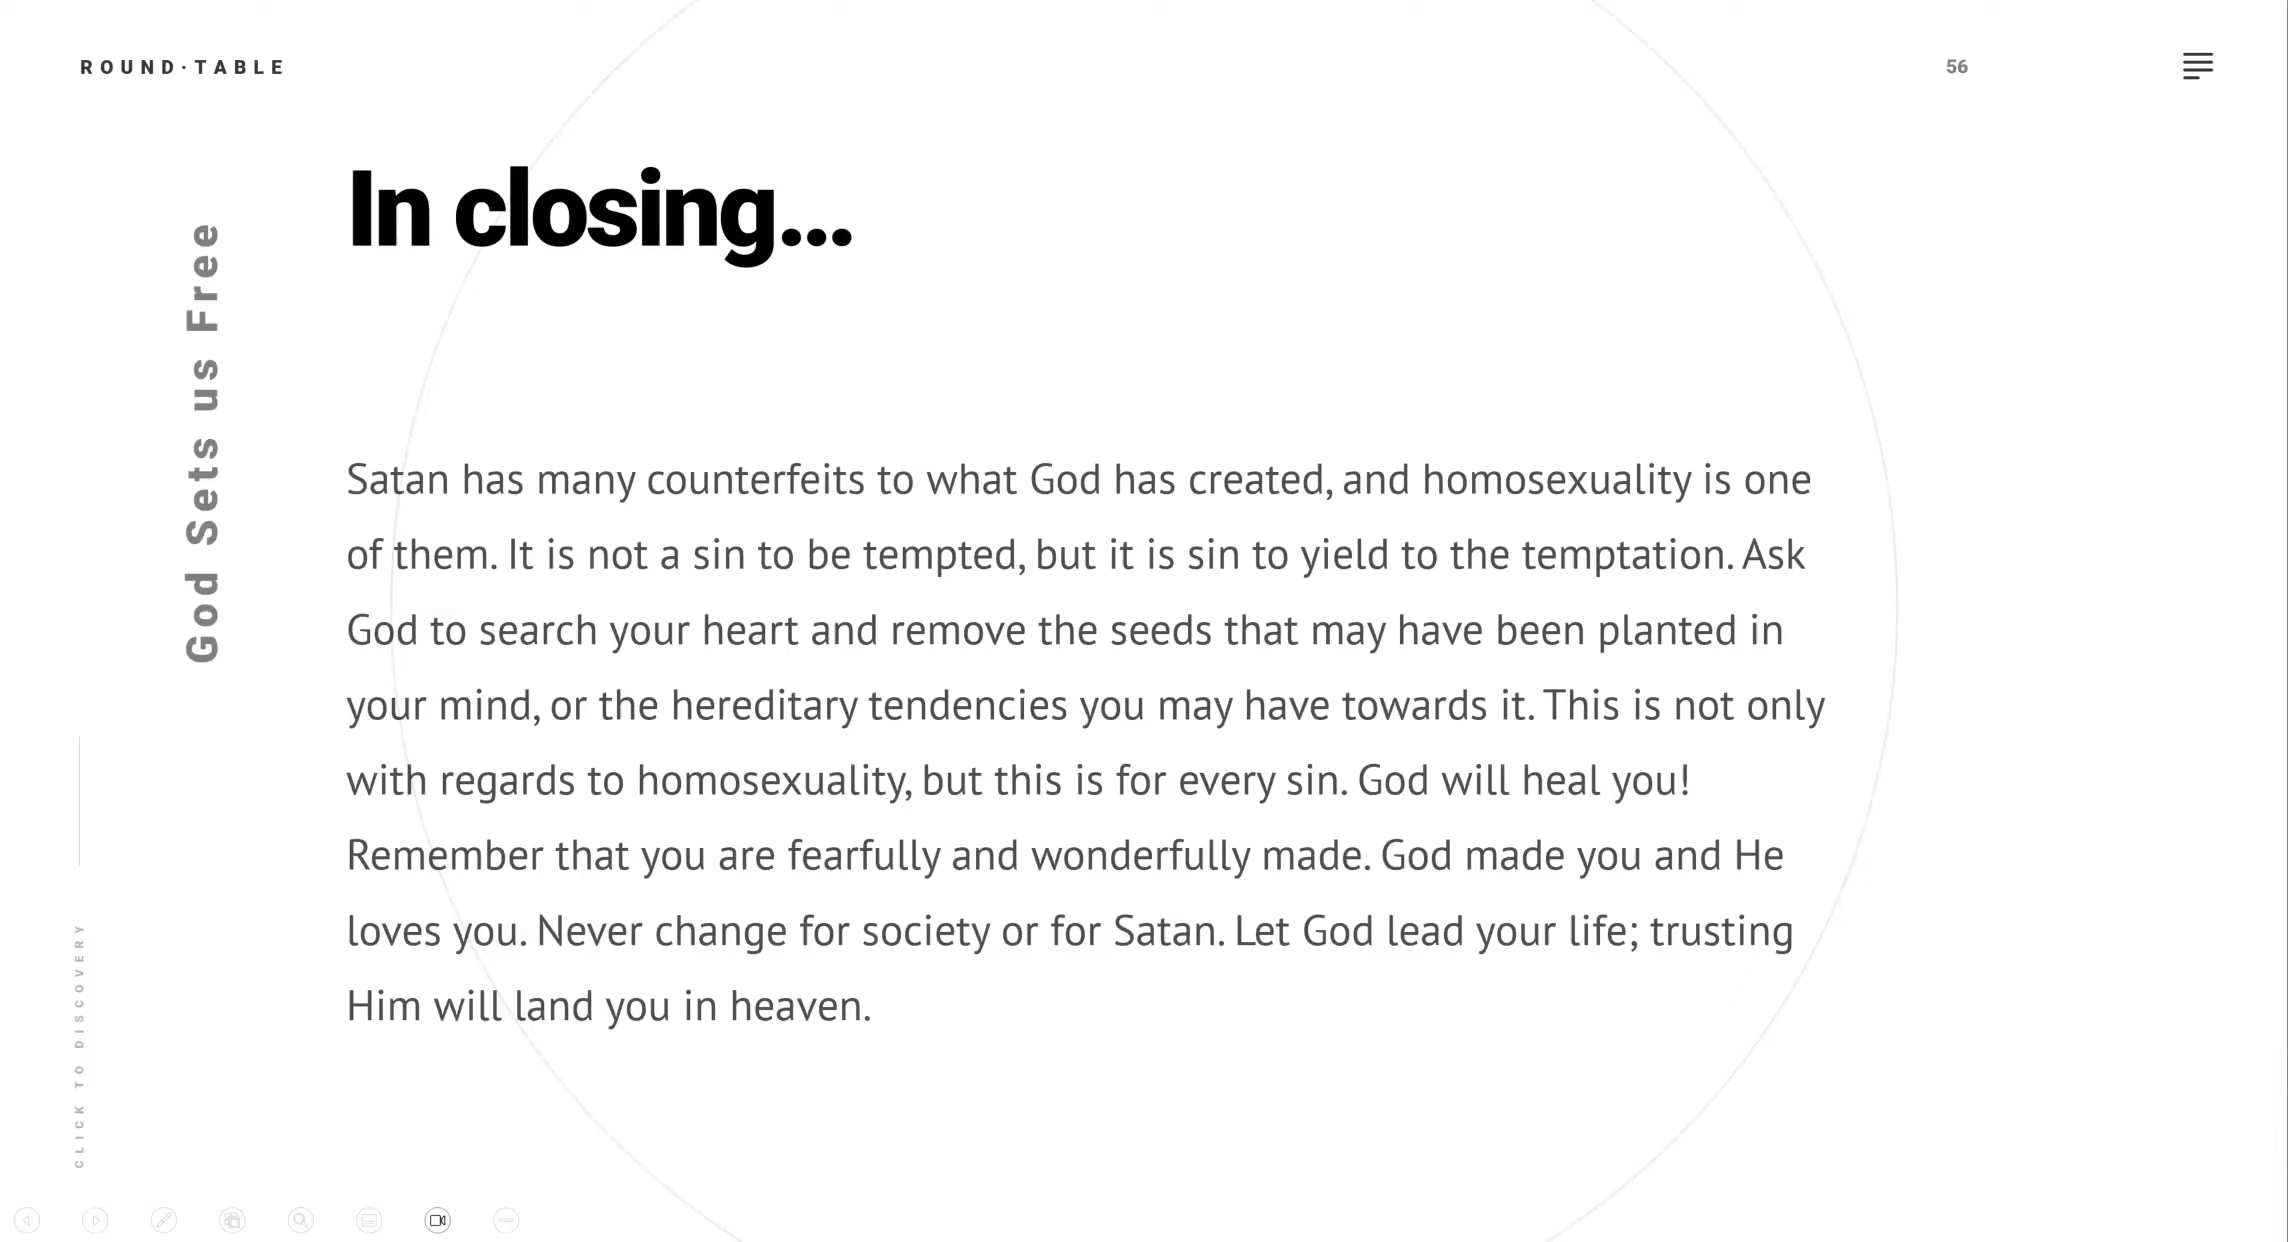 ROUND·TABLE
56
God Sets us Free
In closing...
Satan has many counterfeits to what God has created, and homosexuality is one
of them. It is not a sin to be tempted, but it is sin to yield to the temptation. Ask
God to search your heart and remove the seeds that may have been planted in
your mind, or the hereditary tendencies you may have towards it. This is not only
with regards to homosexuality, but this is for every sin. God will heal you!
Remember that you are fearfully and wonderfully made. God made you and He
loves you. Never change for society or for Satan. Let God lead your life; trusting
Him will land you in heaven.
CLICK TO DISCOVERY